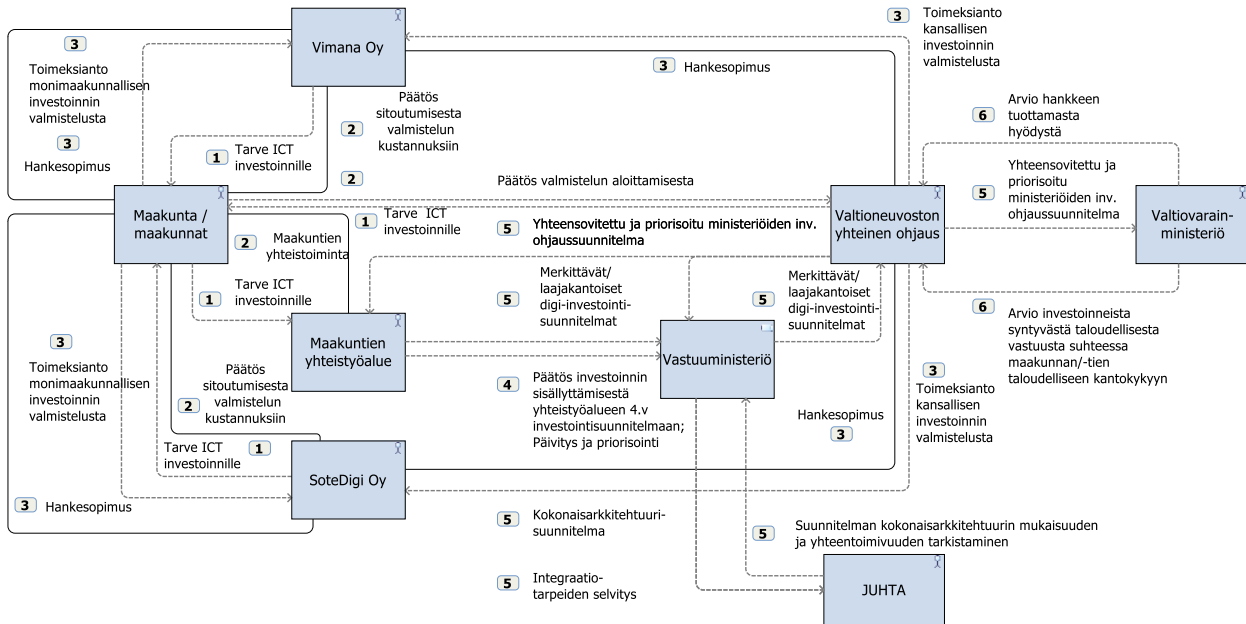 3
Toimeksianto
kansallisen
investoinnin
valmistelusta
Vimana Oy
3
Toimeksianto
monimaakunnallisen
investoinnin
valmistelusta
3
Hankesopimus
3
Hankesopimus
Päätös
sitoutumisesta
valmistelun
kustannuksiin
2
1
Tarve ICT
investoinnille
6
Arvio hankkeen
tuottamasta
hyödystä
2
Päätös valmistelun aloittamisesta
5
Yhteensovitettu ja
priorisoitu
ministeriöiden inv.
ohjaussuunnitelma
Maakunta /
maakunnat
1
Tarve ICT
investoinnille
5
Yhteensovitettu ja priorisoitu ministeriöiden inv.
ohjaussuunnitelma
Valtioneuvoston
yhteinen ohjaus
Valtiovarain-
ministeriö
2
Maakuntien
yhteistoiminta
1
Tarve ICT
investoinnille
5
Merkittävät/
laajakantoiset
digi-investointi-
suunnitelmat
5
Merkittävät/
laajakantoiset
digi-investointi-
suunnitelmat
6
Arvio investoinneista
syntyvästä taloudellisesta
vastuusta suhteessa
maakunnan/-tien
taloudelliseen kantokykyyn
3
Toimeksianto
monimaakunnallisen
investoinnin
valmistelusta
Maakuntien
yhteistyöalue
Vastuuministeriö
Päätös
sitoutumisesta
valmistelun
kustannuksiin
2
4
Päätös investoinnin
sisällyttämisestä
yhteistyöalueen 4.v
investointisuunnitelmaan;
Päivitys ja priorisointi
3
Toimeksianto
kansallisen
investoinnin
valmistelusta
Hankesopimus
3
Tarve ICT
investoinnille
1
SoteDigi Oy
3
Hankesopimus
5
Kokonaisarkkitehtuuri-
suunnitelma
5
Suunnitelman kokonaisarkkitehtuurin mukaisuuden
ja yhteentoimivuuden tarkistaminen
5
Integraatio-
tarpeiden selvitys
JUHTA